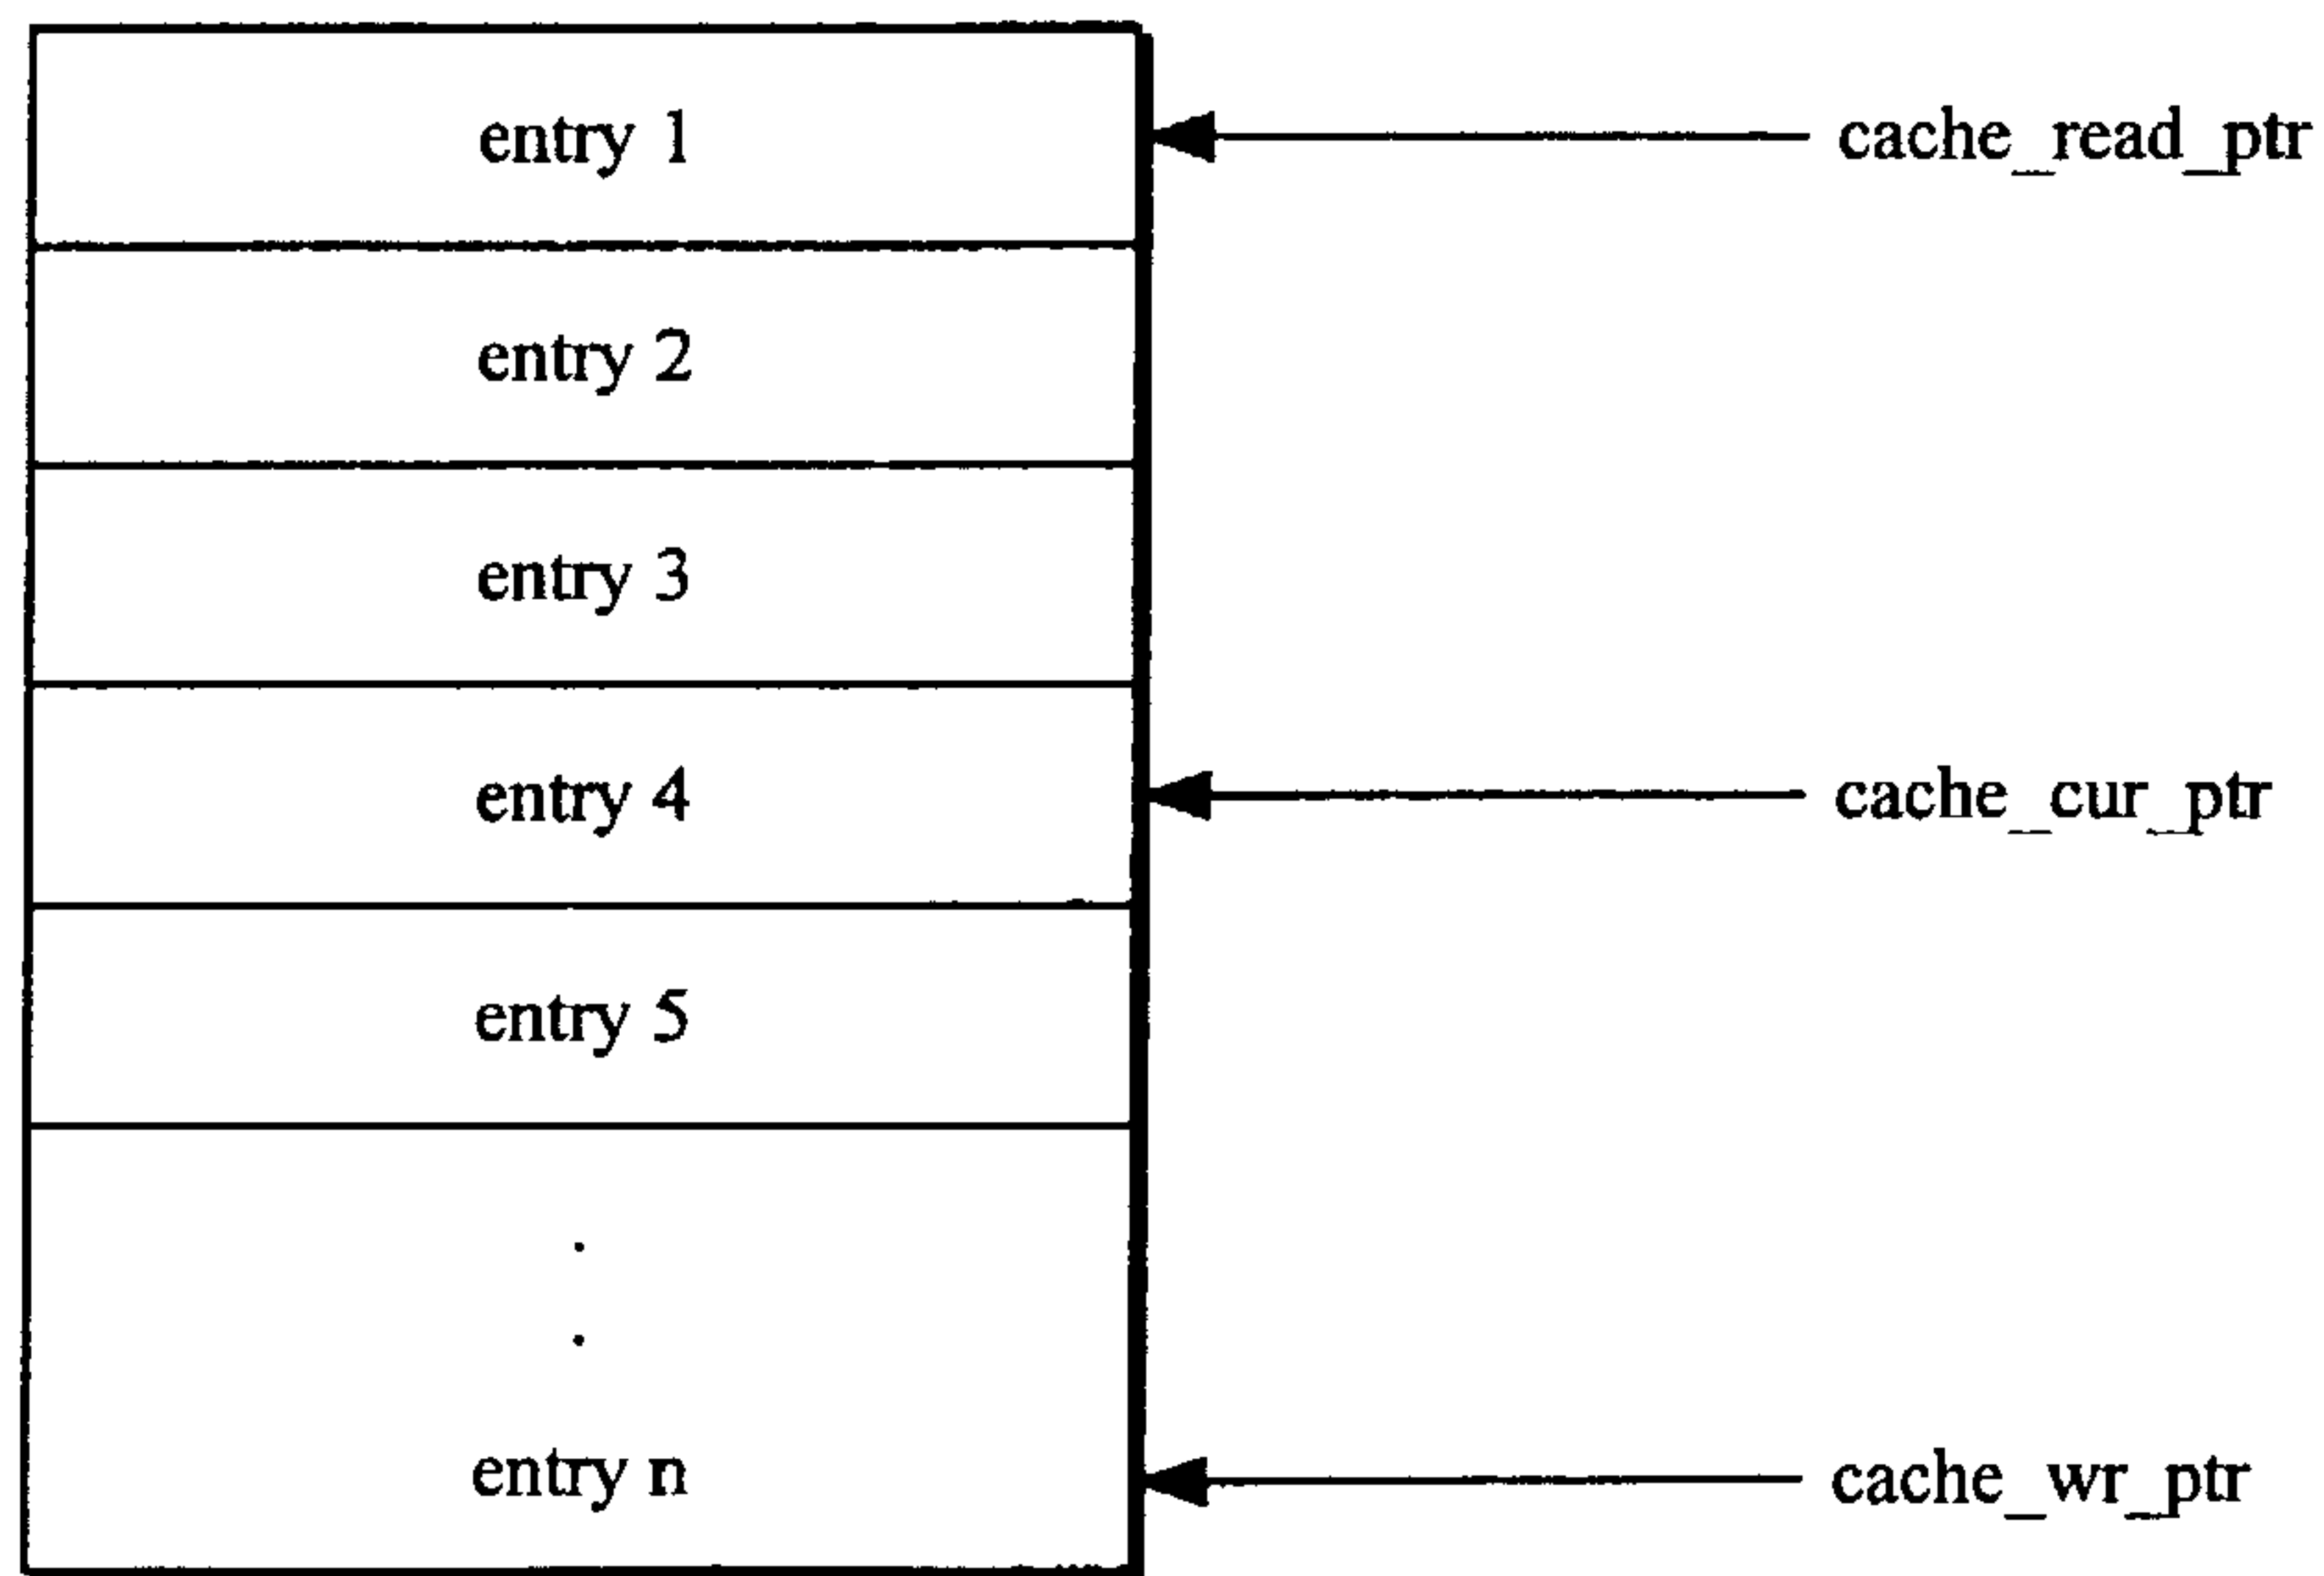 entry 1
cache_read_ptr
entry 2
entry 3
entry 4
cache_cur_ptr
entry 5
.
.
entry n
cache_wr_ptr